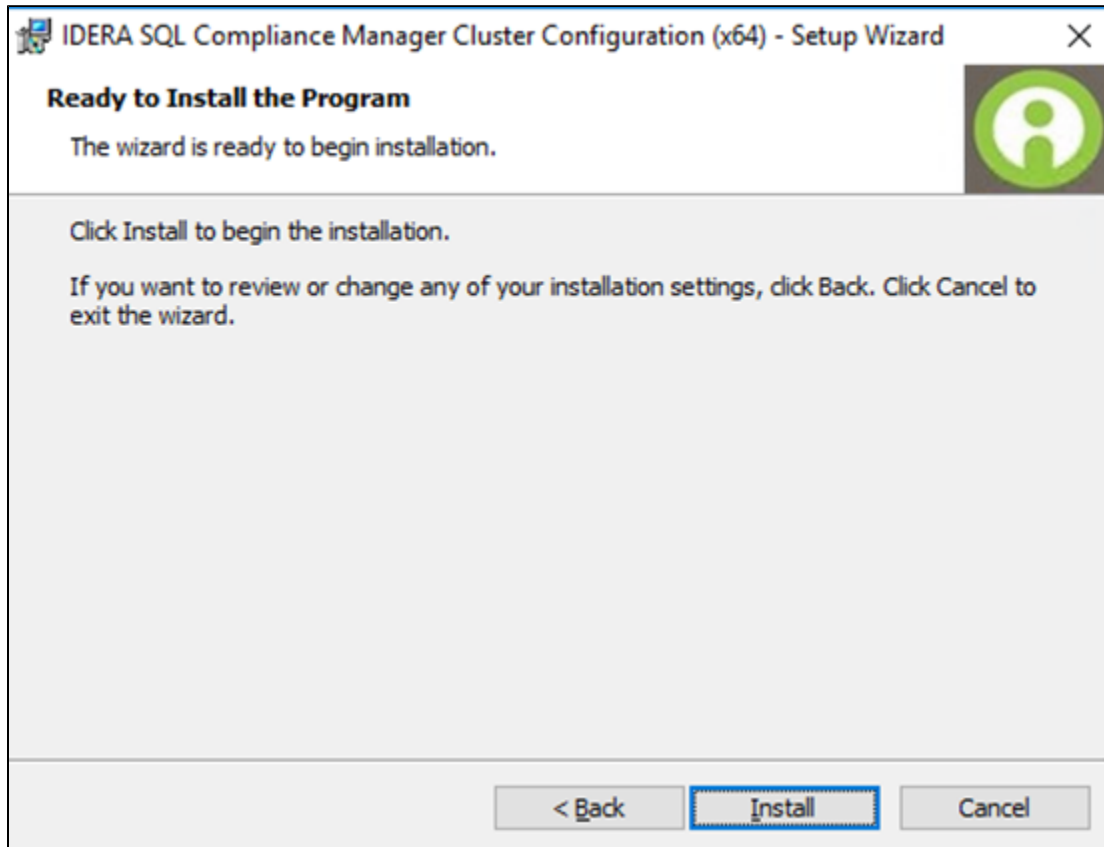 IDERA SQL Compliance Manager Cluster Configuration (x64) - Setup Wizard
Ready to Install the Program
The wizard is ready to begin installation.
Click Install to begin the installation.
If you want to review or change any of your installation settings, click Back. Click Cancel to
exit the wizard.
< Back
Install
Cancel